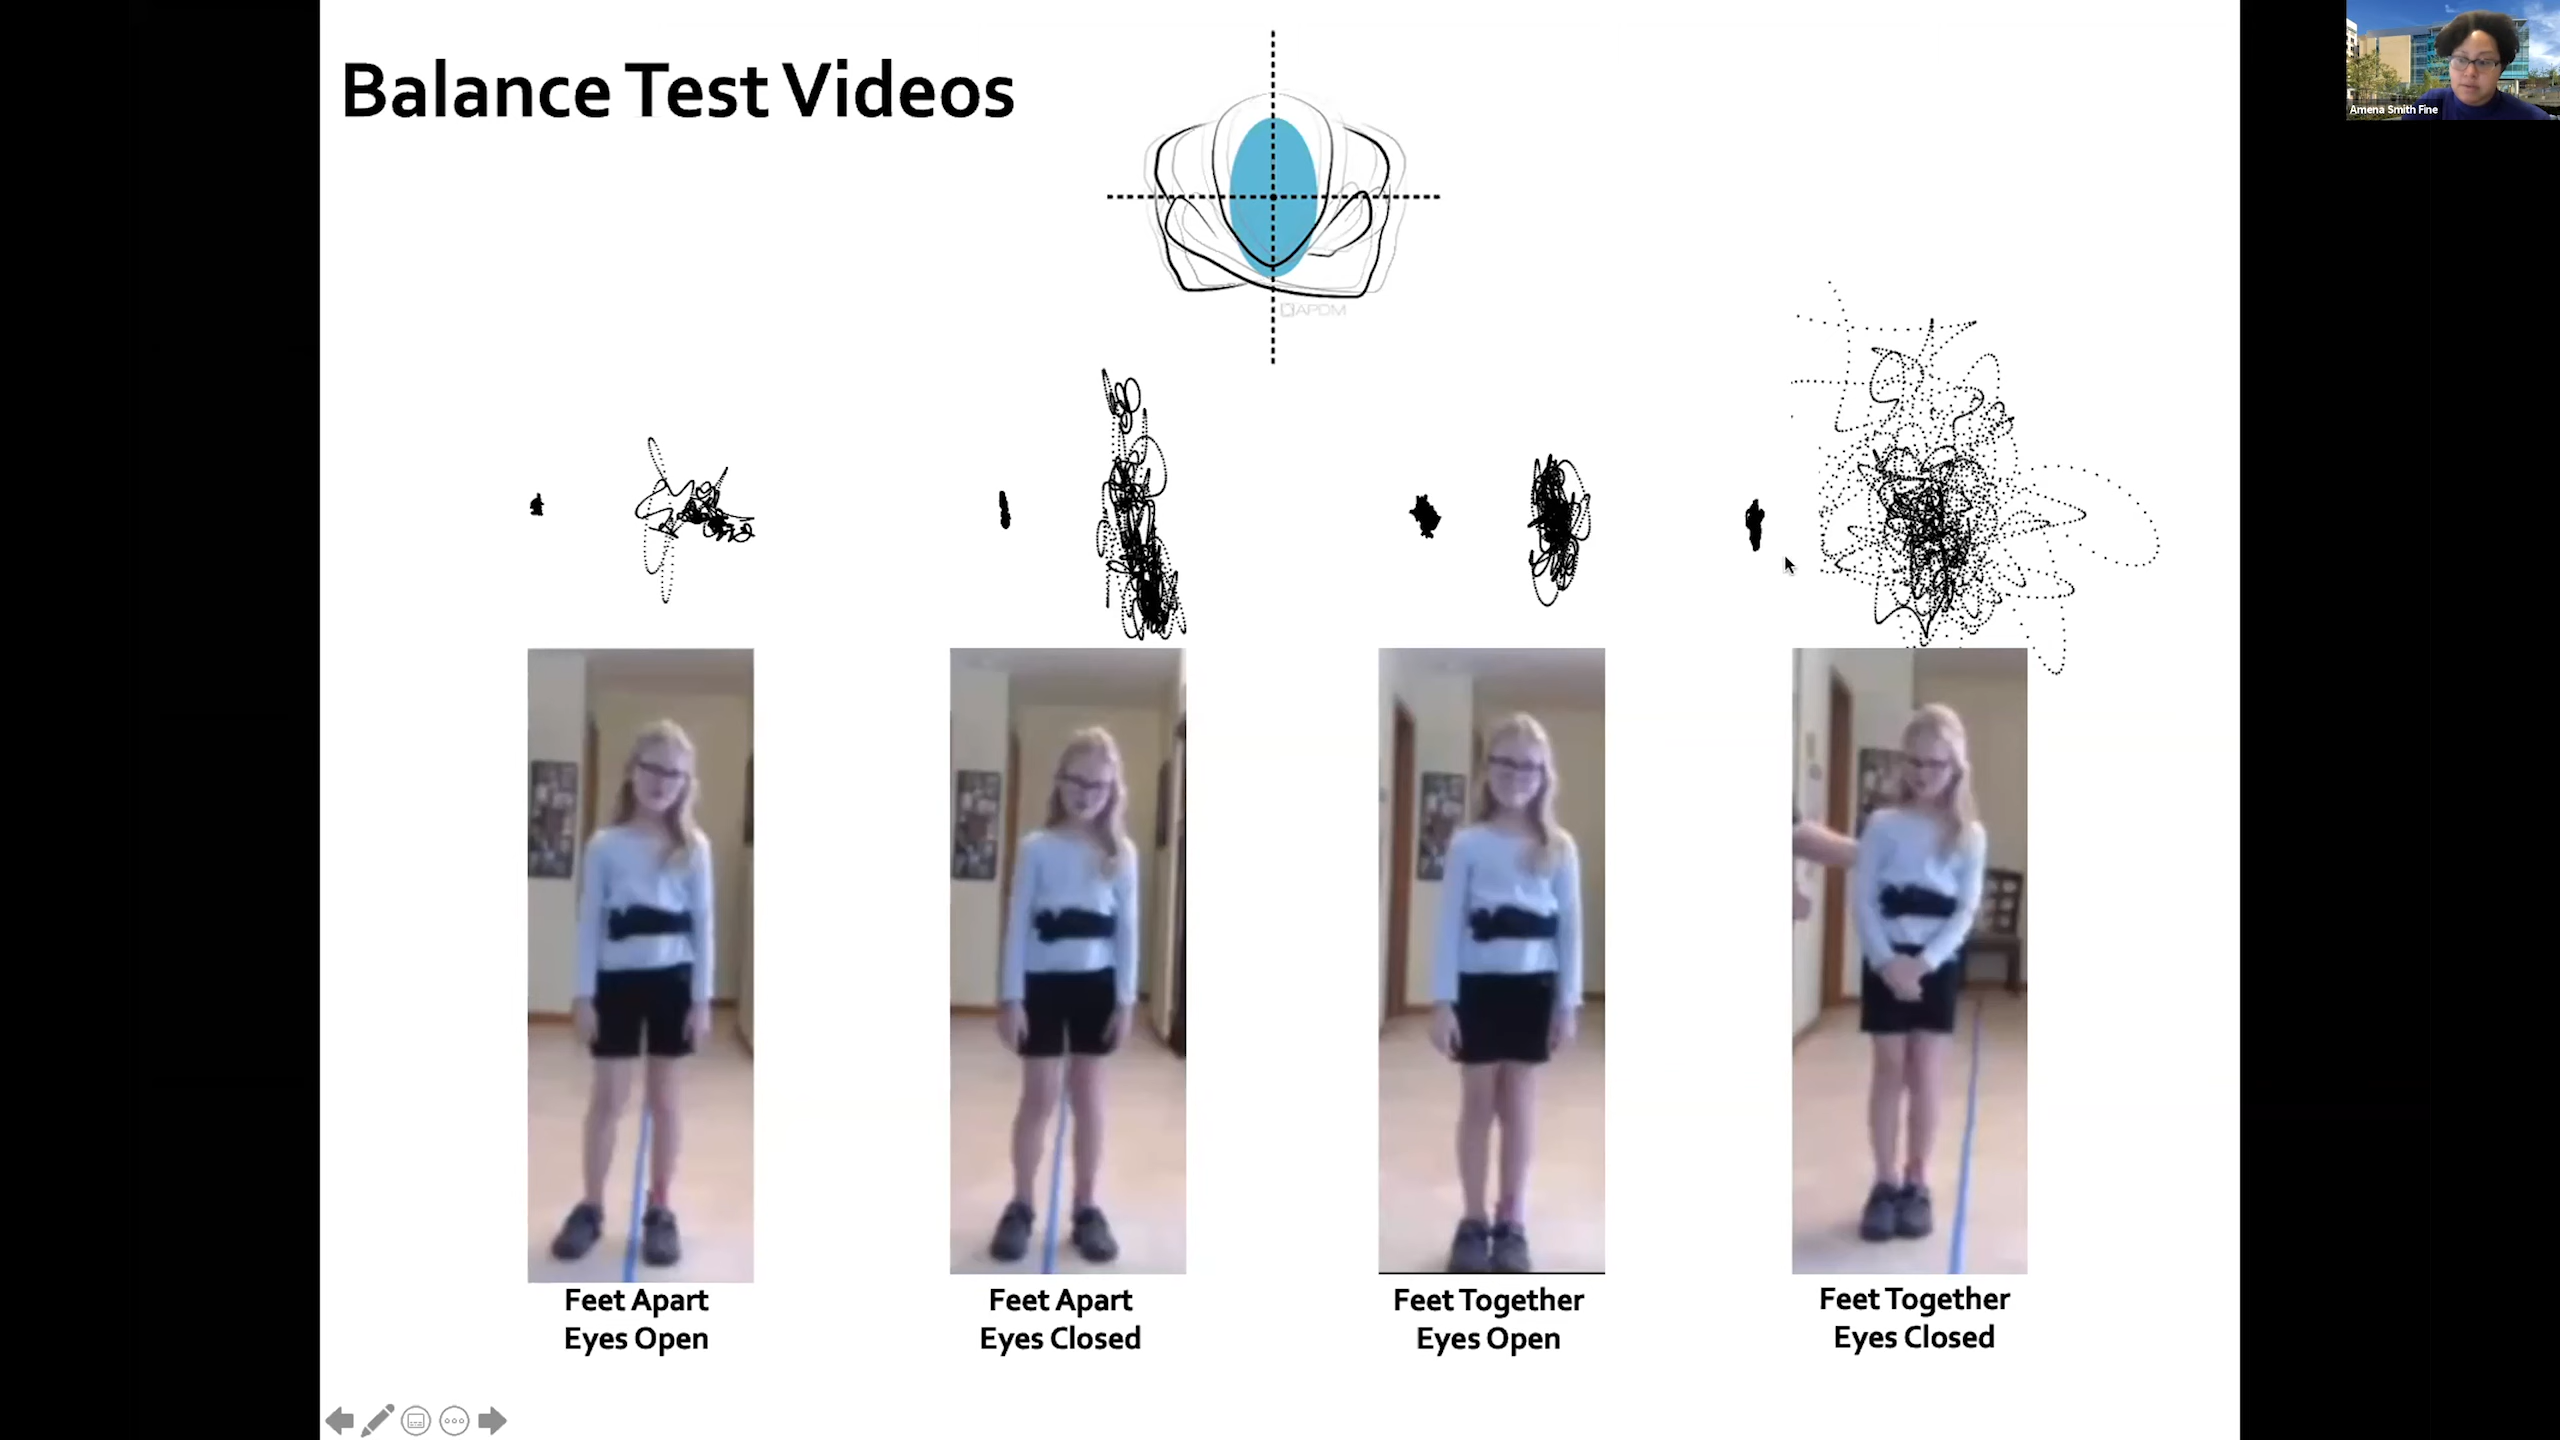 Balance Test Videos
Amena Smith Fine
APDM
Feet Apart
Eyes Open
Feet Apart
Eyes Closed
Feet Together
Eyes Open
Feet Together
Eyes Closed